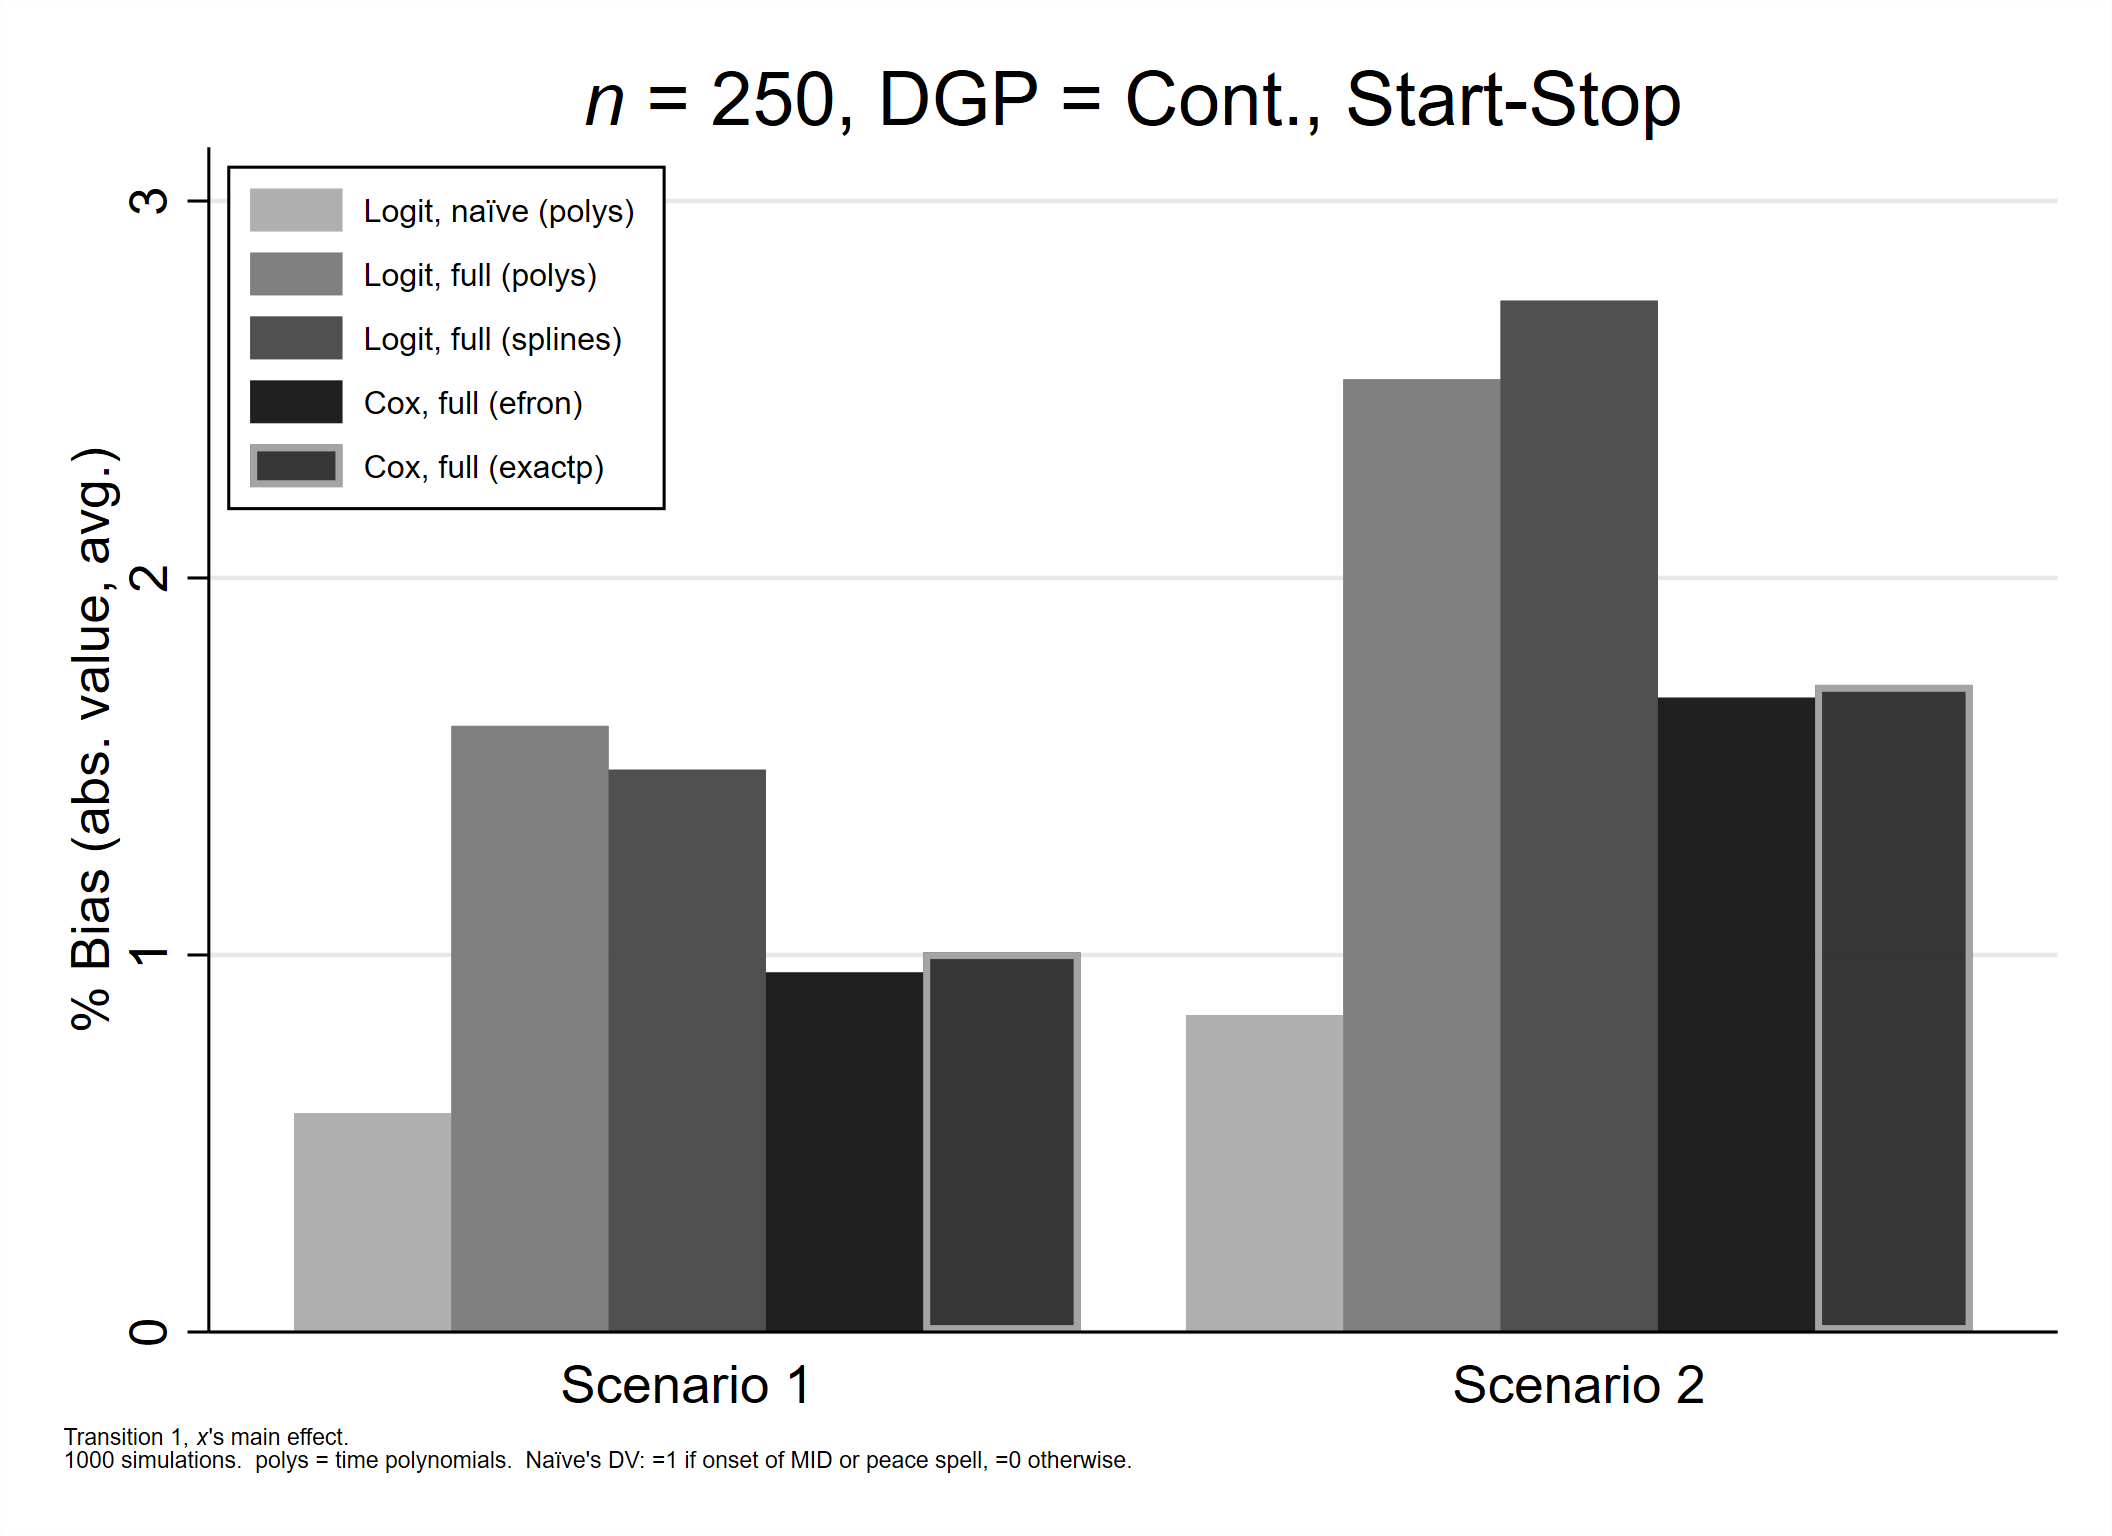 n = 250, DGP = Cont., Start-Stop
% Bias (abs. value, avg.)
3
2
1
0
Logit, naïve (polys)
Logit, full (polys)
Logit, full (splines)
Cox, full (efron)
Cox, full (exactp)
Scenario 1
Scenario 2
Transition 1, x's main effect.
1000 simulations.  polys = time polynomials.  Naïve's DV: =1 if onset of MID or peace spell, =0 otherwise.